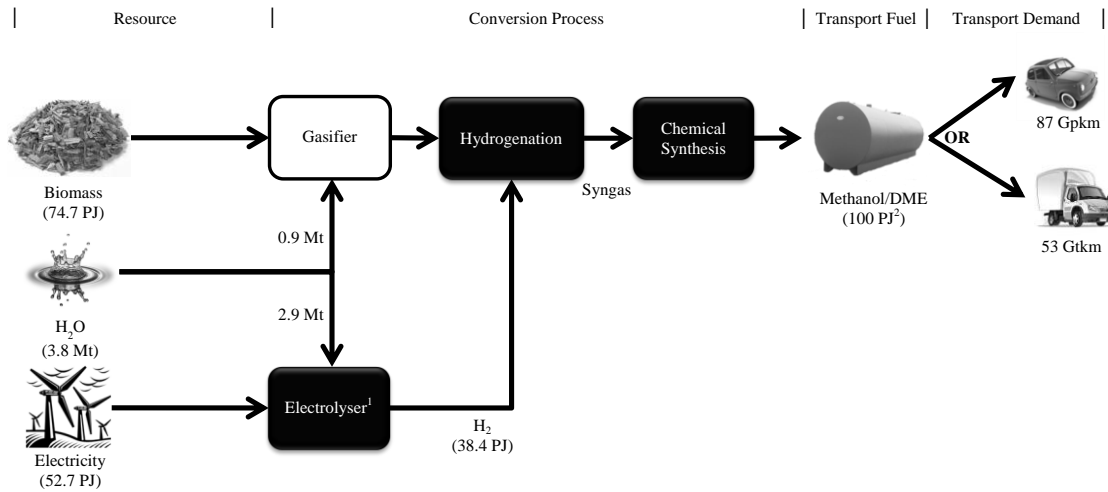 Resource
Conversion Process
Transport Fuel
Transport Demand
Biomass
(74.7 PJ)
Gasifier
Hydrogenation
Chemical
Synthesis
Syngas
Methanol/DME
(100 PJ²)
OR
87 Gpkm
53 Gtkm
0.9 Mt
H₂O
(3.8 Mt)
2.9 Mt
Electricity
(52.7 PJ)
Electrolyser¹
H₂
(38.4 PJ)